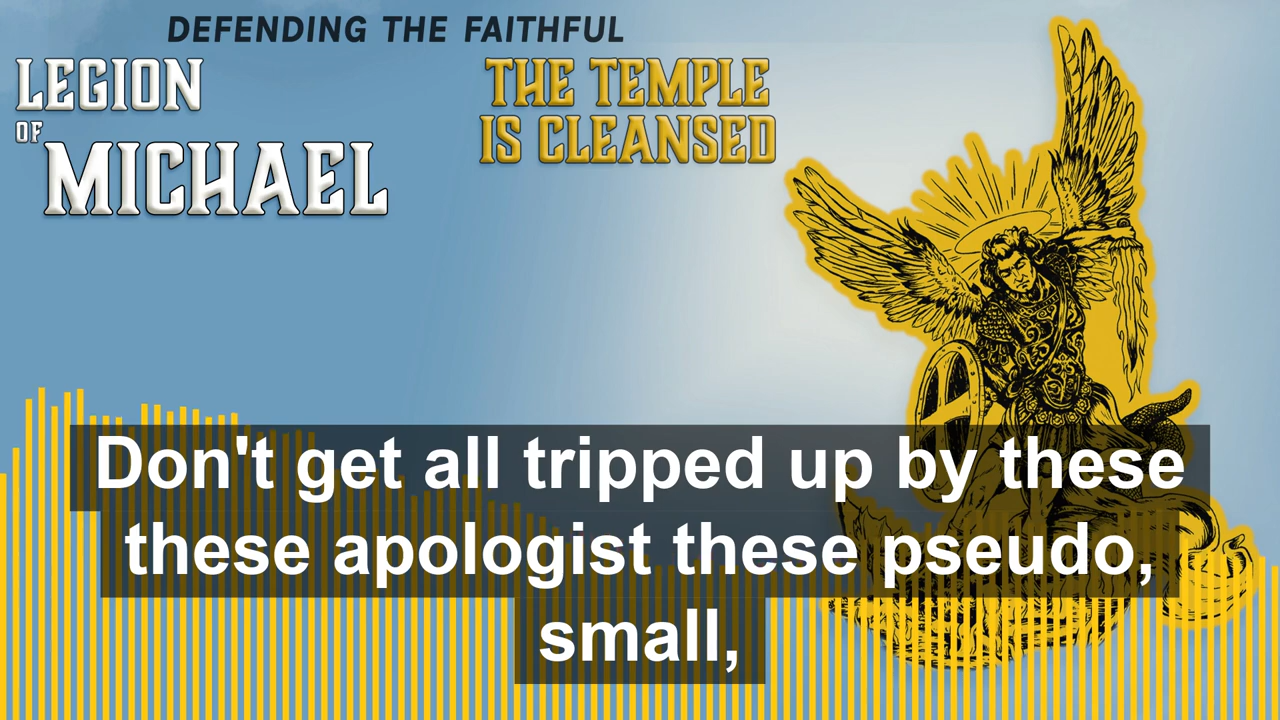 DEFENDING THE FAITHFUL
LEGION
OF
MICHAEL
THE TEMPLE
IS CLEANSED
Don't get all tripped up by these
these apologist these pseudo,
small,